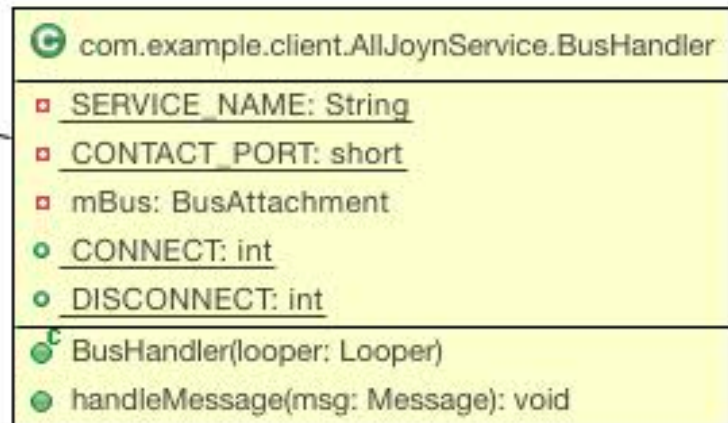 C com.example.client.AllJoynService.BusHandler
SERVICE_NAME: String
CONTACT_PORT: short
mBus: BusAttachment
CONNECT: int
DISCONNECT: int
C BusHandler(looper: Looper)
handleMessage(msg: Message): void